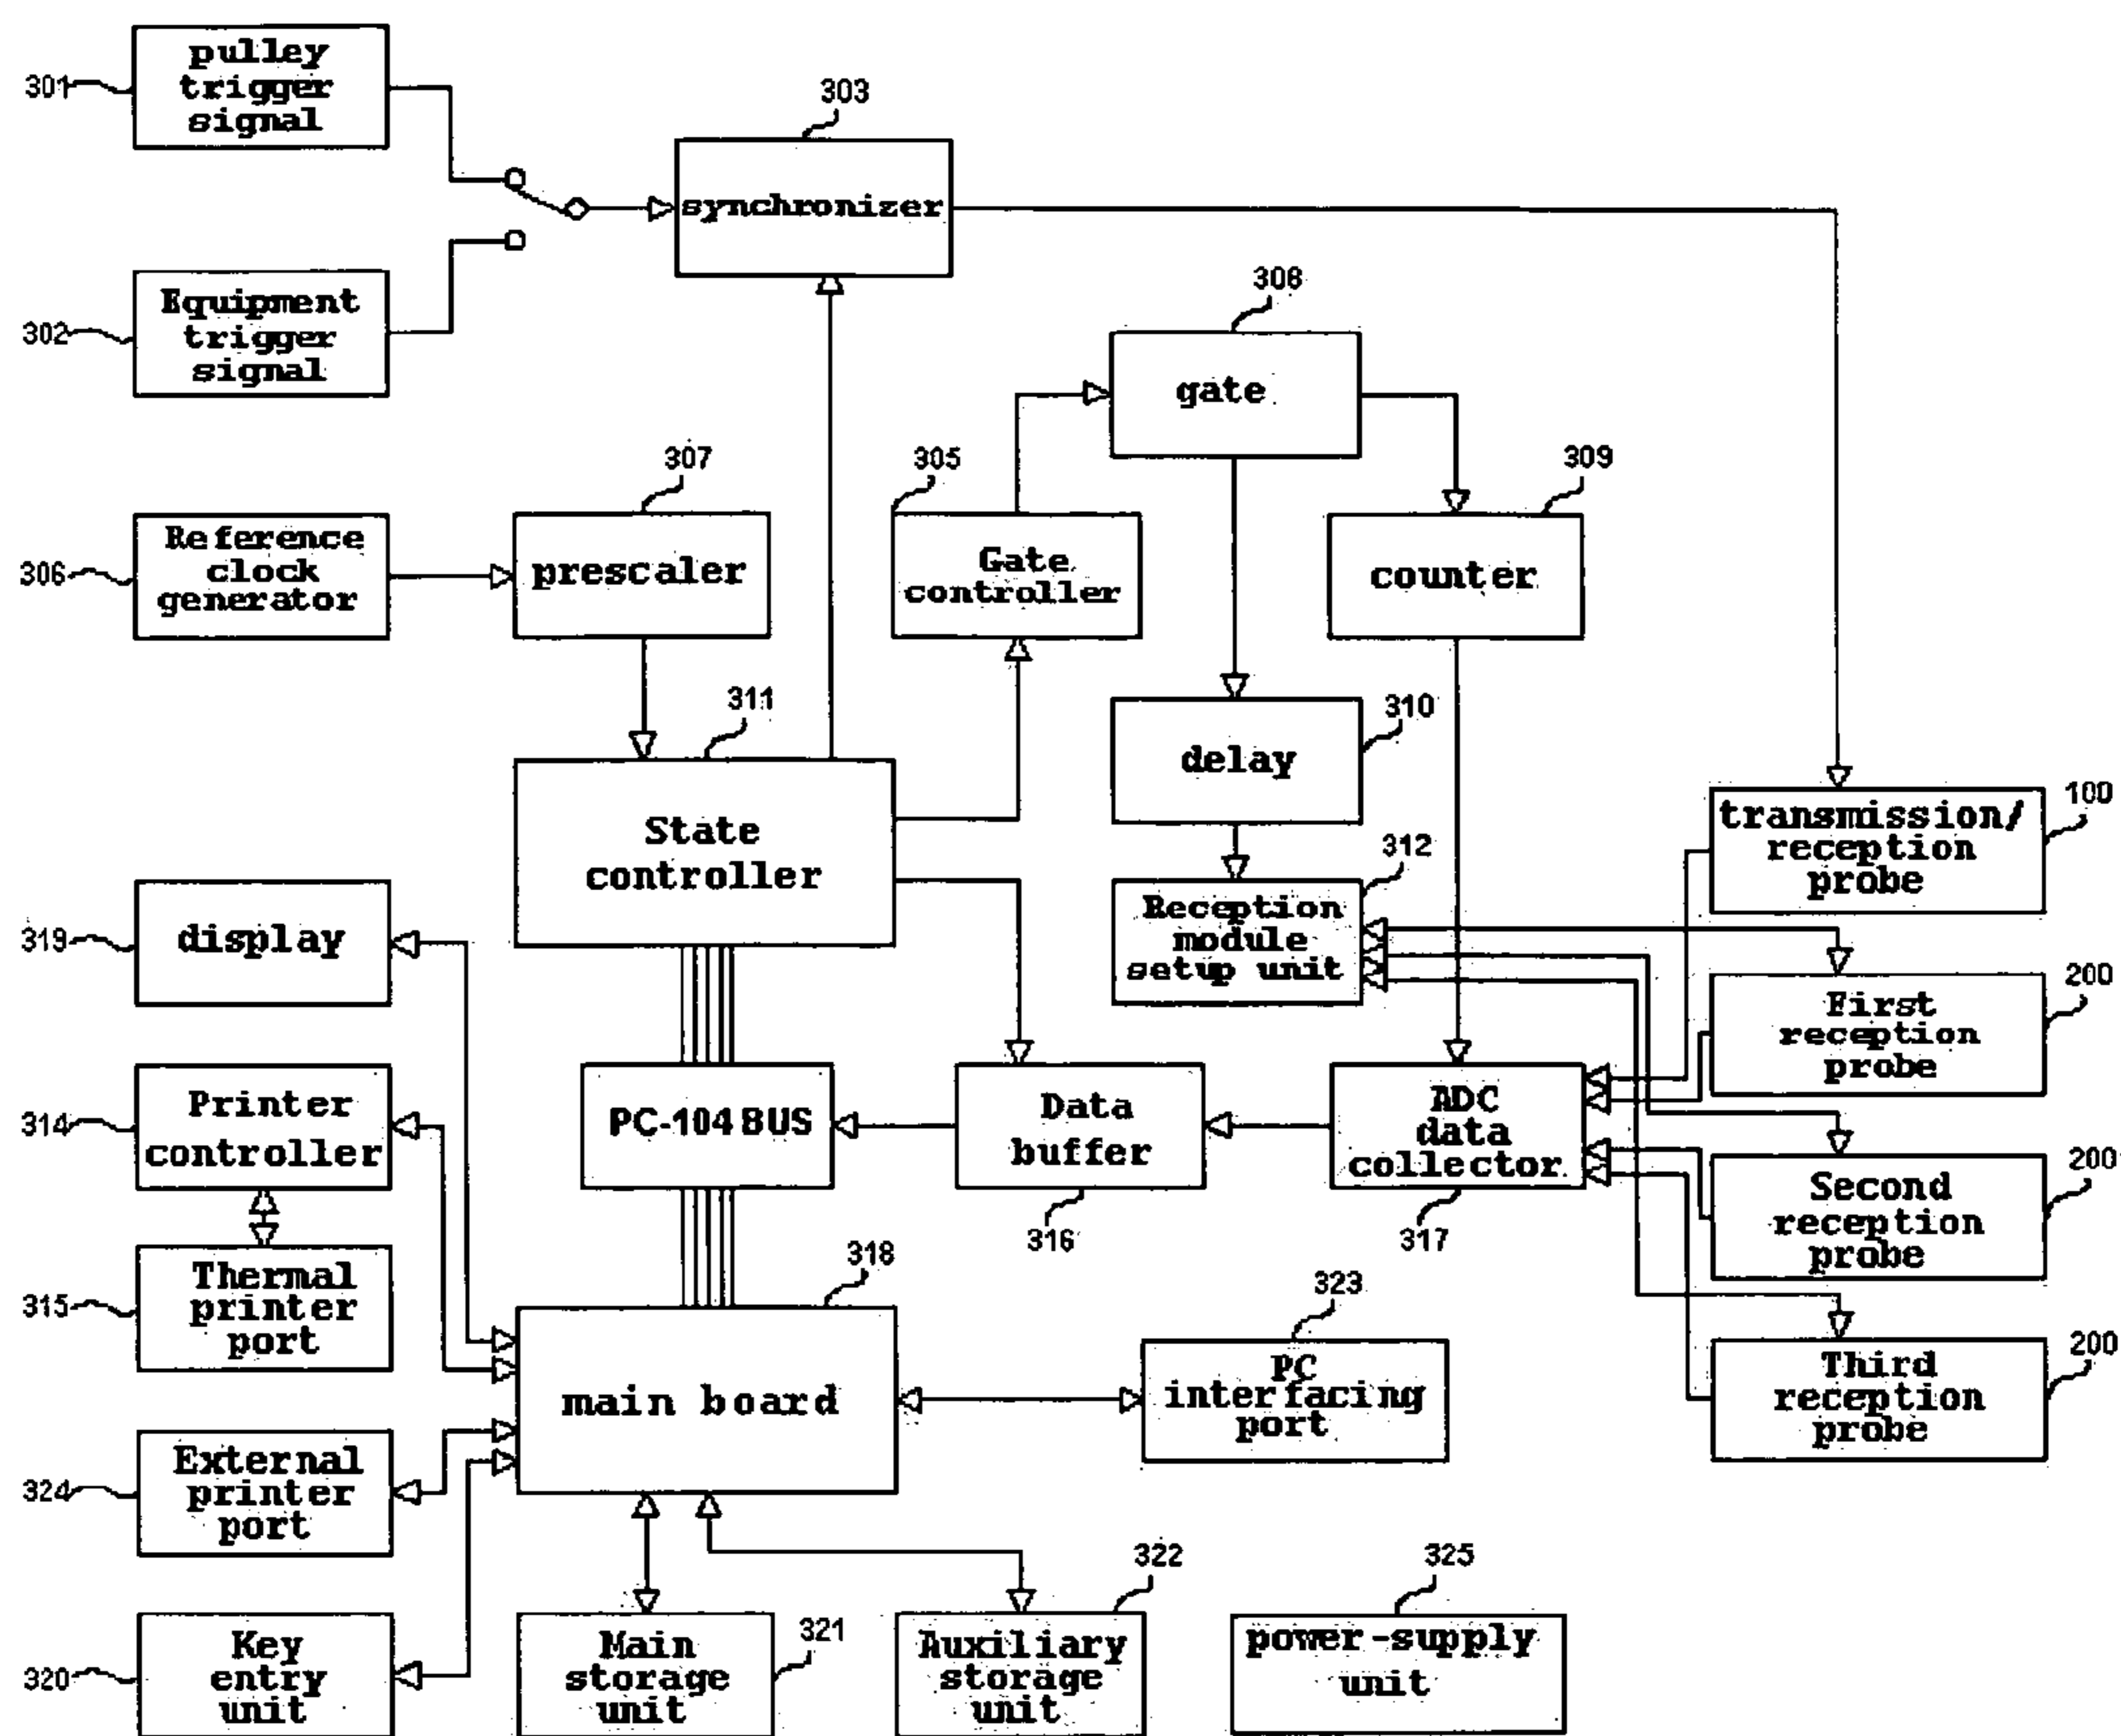 pulley
trigger
signal
301
303
synchronizer
Equipment
trigger
signal
302
308
gate
307
305
309
Reference
clock
generator
306
prescaler
Gate
controller
counter
311
310
delay
State
controller
transmission/
reception
probe
100
312
Reception
module
setup unit
display
319
First
reception
probe
200
Printer
controller
314
PC-104 BUS
Data
buffer
316
ADC
data
collector
317
Second
reception
probe
200
Thermal
printer
port
315
318
323
main board
PC
interfacing
port
Third
reception
probe
200
External
printer
port
324
322
325
Key
entry
unit
320
Main
storage
unit
321
Auxiliary
storage
unit
power-supply
unit